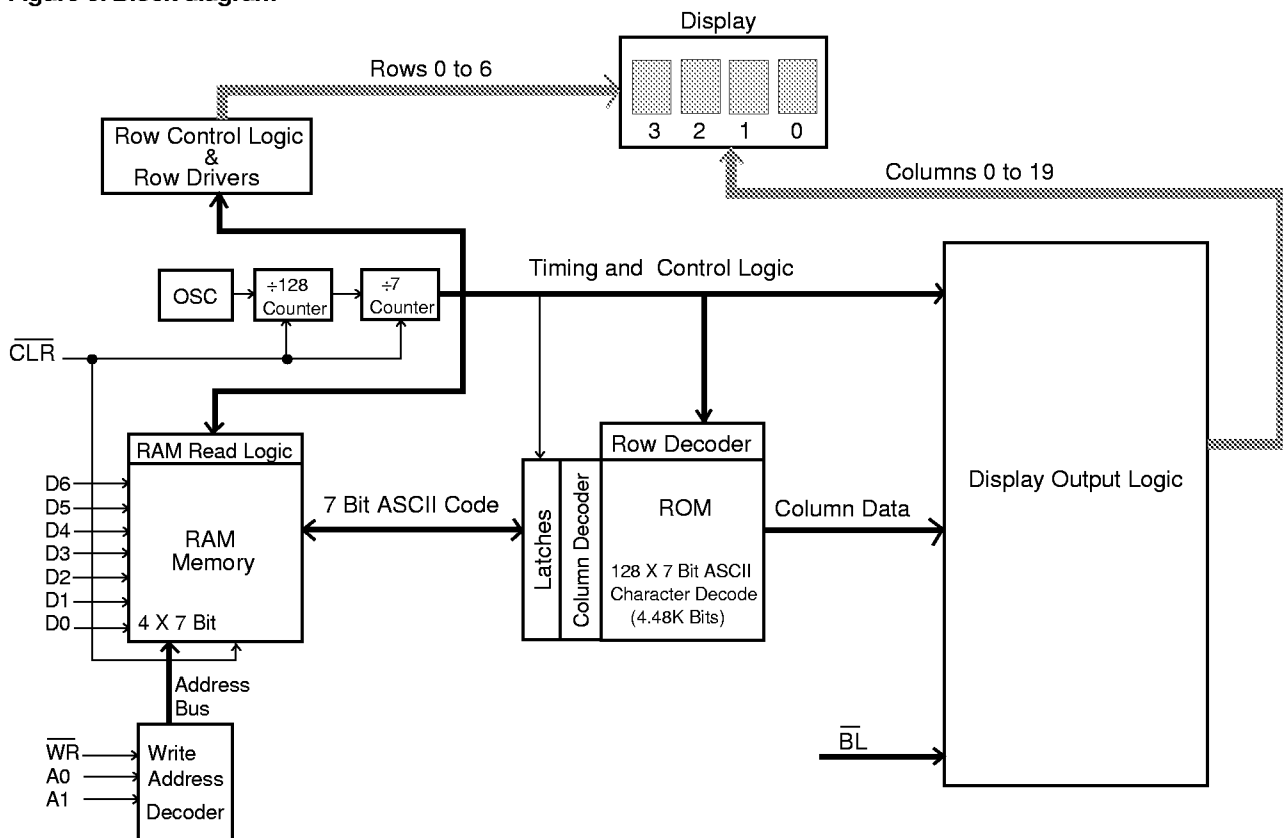 Display
Rows 0 to 6
3 2 1 0
Row Control Logic
&
Row Drivers
Columns 0 to 19
Timing and Control Logic
OSC
÷128
Counter
÷7
Counter
CLR
RAM Read Logic
Row Decoder
D6
D5
D4
D3
D2
D1
D0
RAM
Memory
4 X 7 Bit
7 Bit ASCII Code
Latches
Column Decoder
ROM
128 X 7 Bit ASCII
Character Decode
(4.48K Bits)
Column Data
Display Output Logic
Address
Bus
WR
A0
A1
Write
Address
Decoder
BL